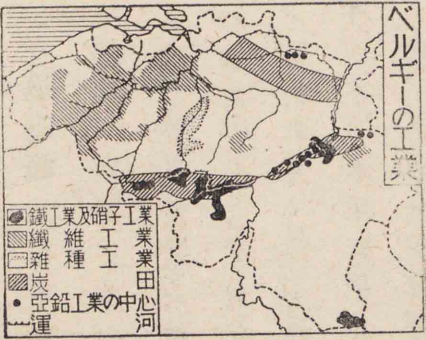 ベルギーの工業
鐵工業及硝子工業
纖維工業
雜種工業
炭田
亞鉛工業の中心
運河